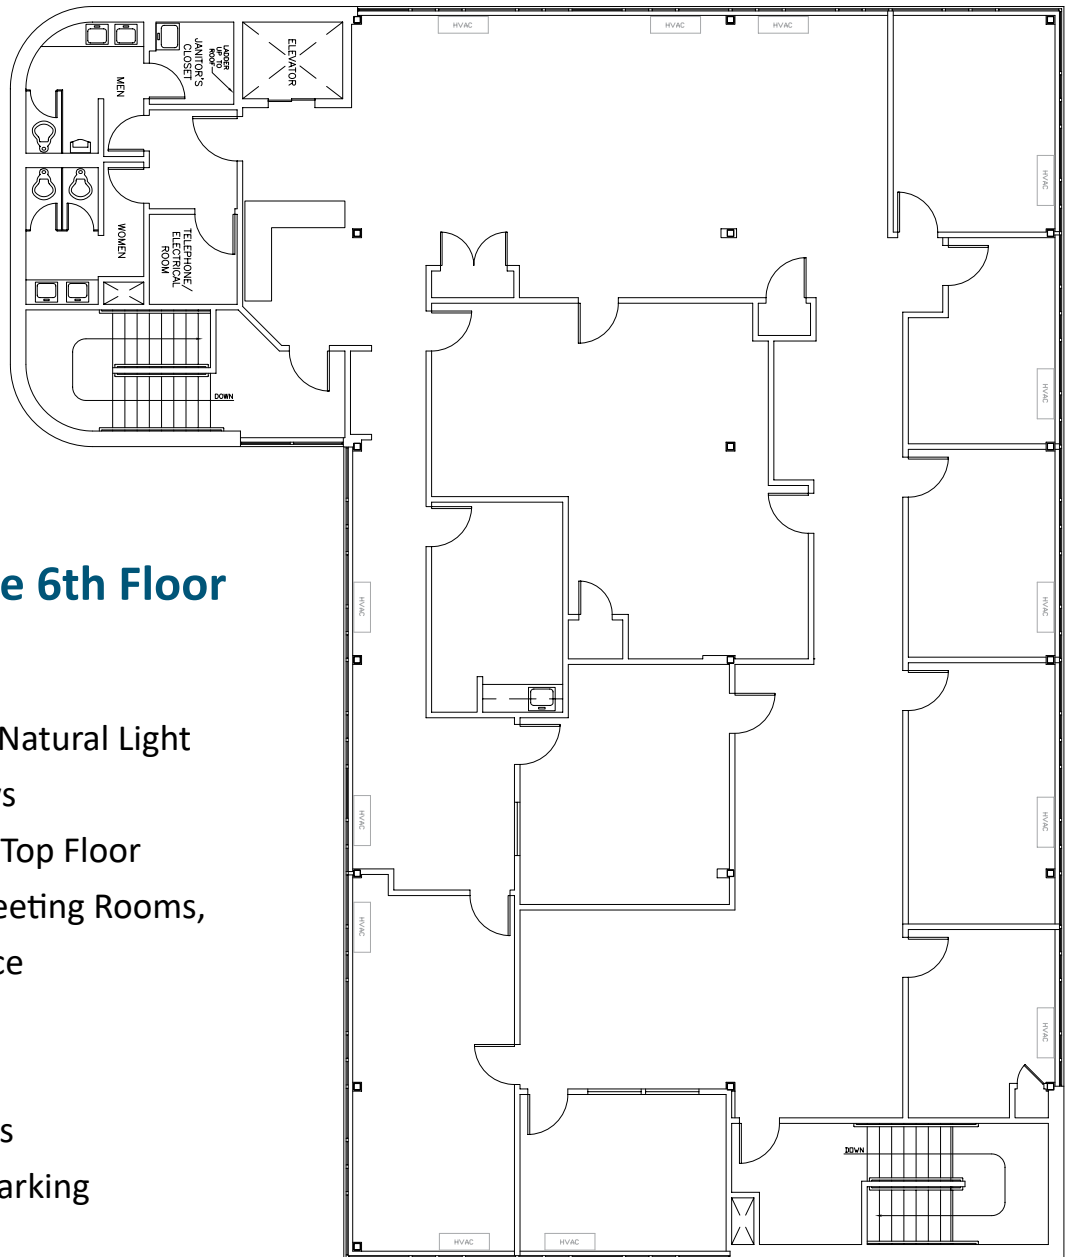 HVAC
HVAC
HVAC
ELEVATOR
LADDER
UP TO
ROOF
JANITOR'S
CLOSET
MEN
HVAC
WOMEN
TELEPHONE/
ELECTRICAL
ROOM
HVAC
DOWN
e 6th Floor
HVAC
HVAC
Natural Light
s
HVAC
HVAC
Top Floor
eeting Rooms,
HVAC
ce
HVAC
s
DOWN
arking
HVAC
HVAC